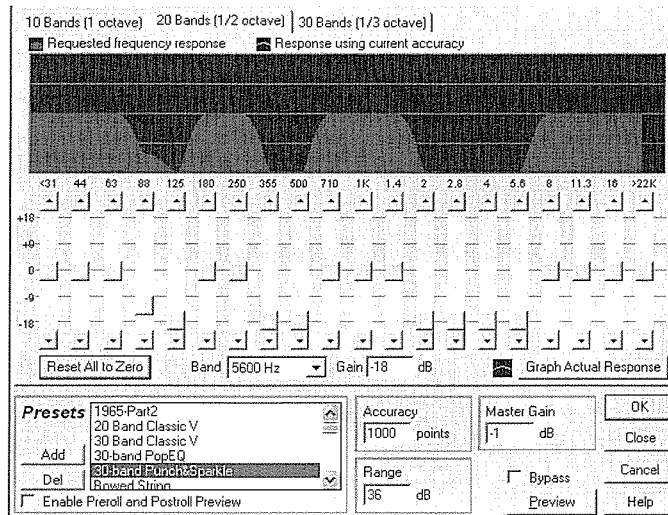 10 Bands (1 octave) 20 Bands (1/2 octave) 30 Bands (1/3 octave)
Requested frequency response Response using current accuracy
<31 44 63 88 125 180 250 355 500 710 1K 1.4 2 2.8 4 5.6 8 11.3 16 >22K
+18
+9
0
-9
-18
Reset All to Zero Band 5600 Hz Gain -18 dB Graph Actual Response
Presets
1965-Part2
20 Band Classic V
30 Band Classic V
30-band PopEQ
30-band Punch&Sparkle
Bowed String
Add
Del
Enable Preroll and Postroll Preview
Accuracy
1000 points
Range
36 dB
Master Gain
-1 dB
Bypass
Preview
OK
Close
Cancel
Help